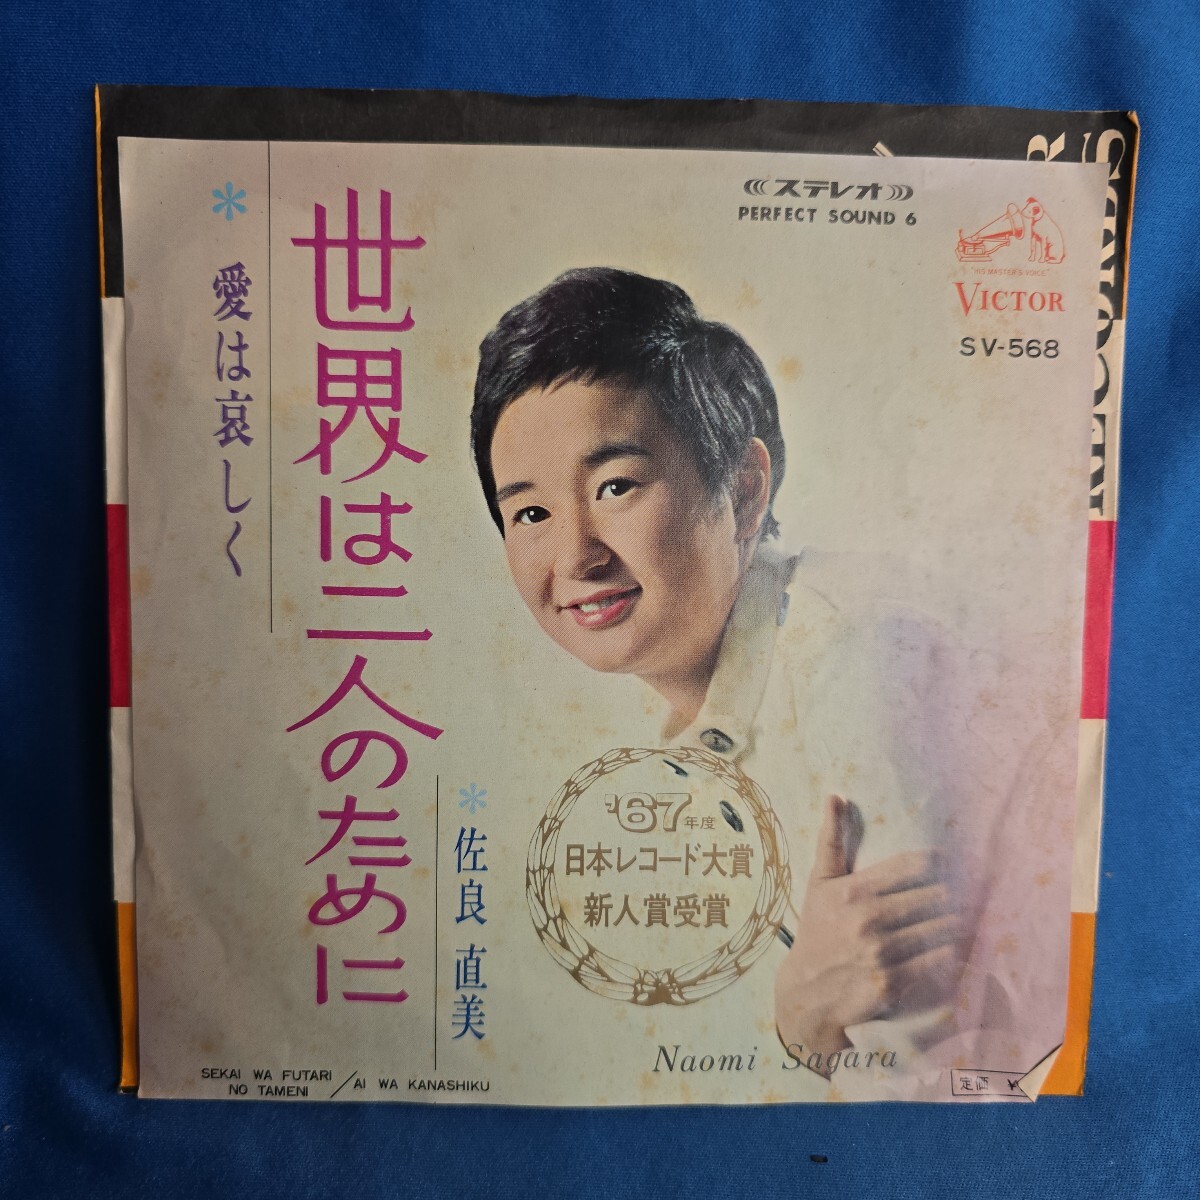 世界は二人のために
* 愛は哀しく
* 佐良直美
(((ステレオ)))
PERFECT SOUND 6
"HIS MASTER'S VOICE"
VICTOR
SV-568
'67年度
日本レコード大賞
新人賞受賞
Naomi Sagara
SEKAI WA FUTARI
NO TAMENI / AI WA KANASHIKU
定価 ¥
RECORDS